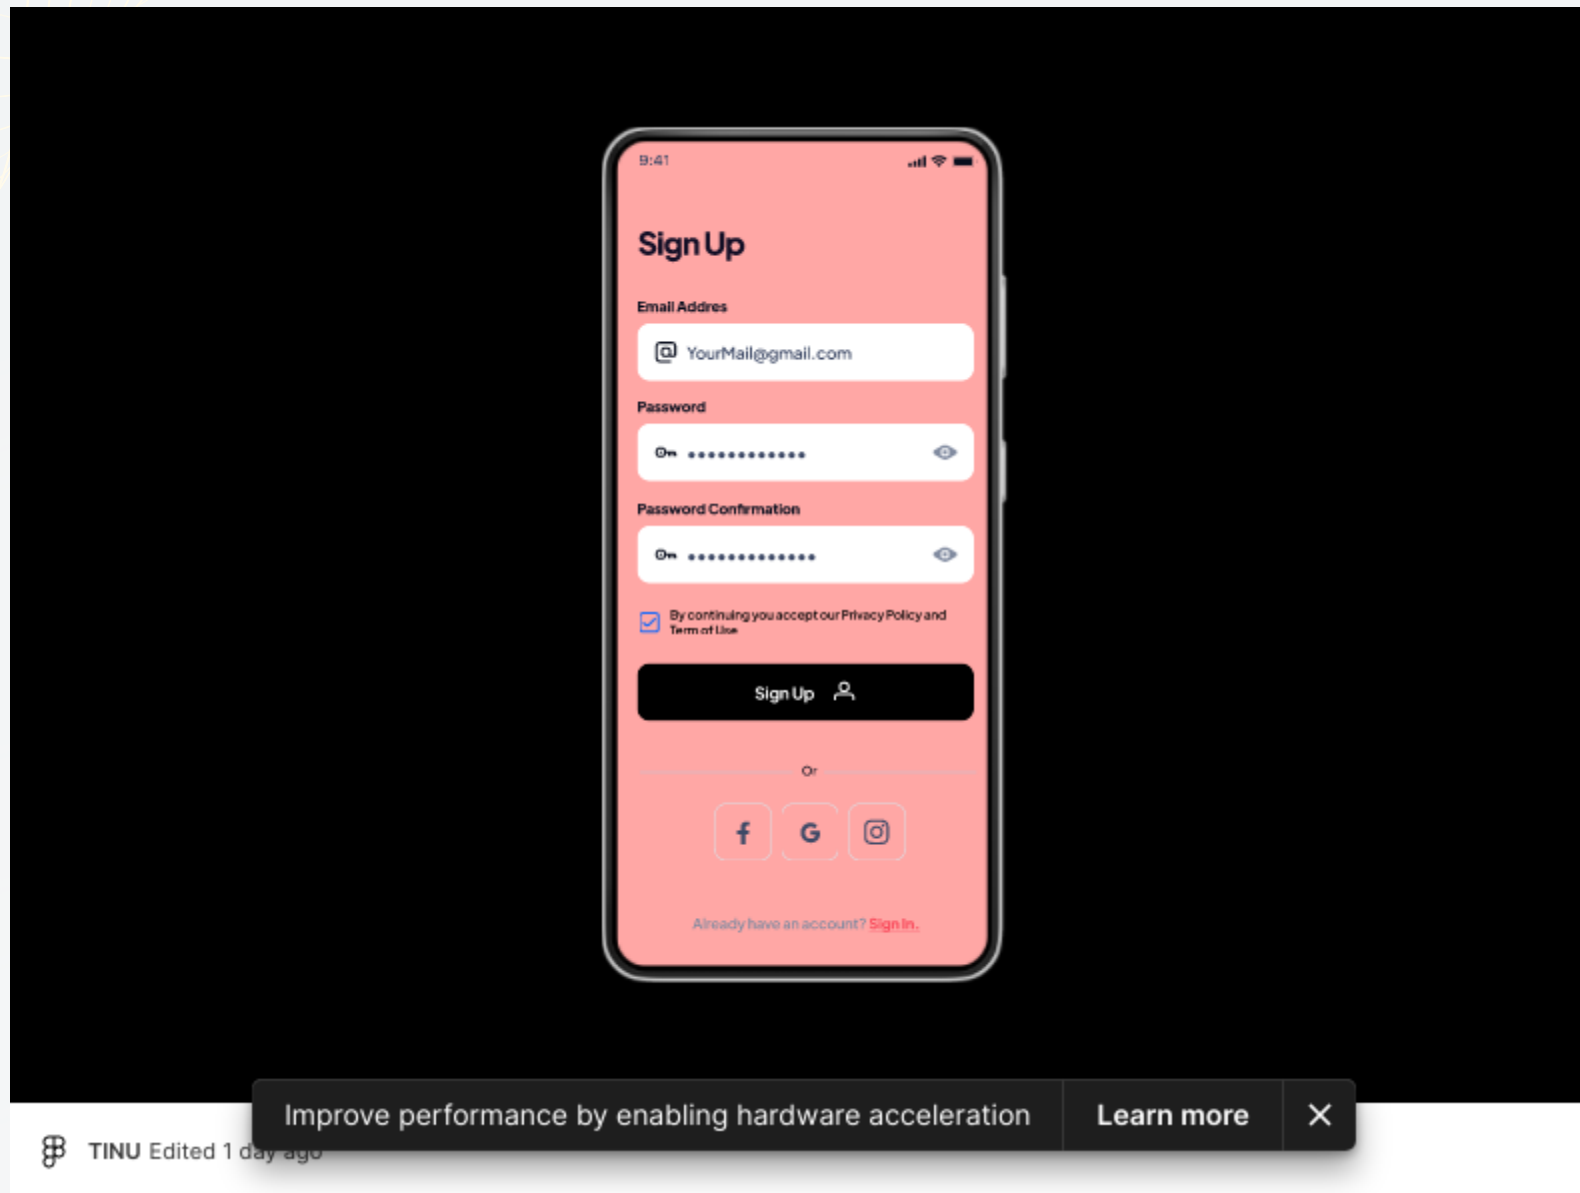 9:41
Sign Up
Email Addres
YourMail@gmail.com
Password
Password Confirmation
By continuing you accept our Privacy Policy and
Term of Use
Sign Up
Or
Already have an account? Sign In.
Improve performance by enabling hardware acceleration
Learn more
TINU Edited 1 day ago